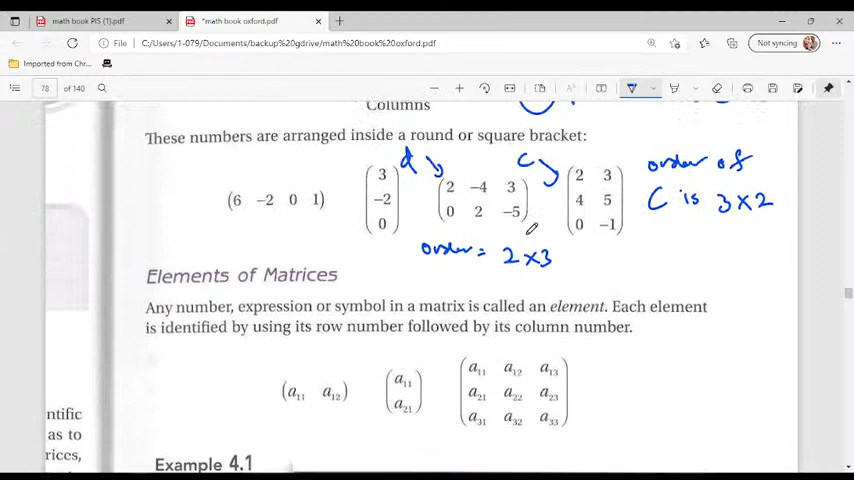 math book PIS (1).pdf
*math book oxford.pdf
File
C:/Users/1-079/Documents/backup%20gdrive/math%20book%20oxford.pdf
Not syncing
Imported from Chr...
78 of 140
Columns
These numbers are arranged inside a round or square bracket:
d C order of
C is 3×2
(6 −2 0 1)
3
−2
0
2 −4 3
0 2 −5
2 3
4 5
0 −1
order = 2×3
Elements of Matrices
Any number, expression or symbol in a matrix is called an element. Each element
is identified by using its row number followed by its column number.
(a₁₁ a₁₂)
a₁₁
a₂₁
a₁₁ a₁₂ a₁₃
a₂₁ a₂₂ a₂₃
a₃₁ a₃₂ a₃₃
ntific
as to
rices,
Example 4.1